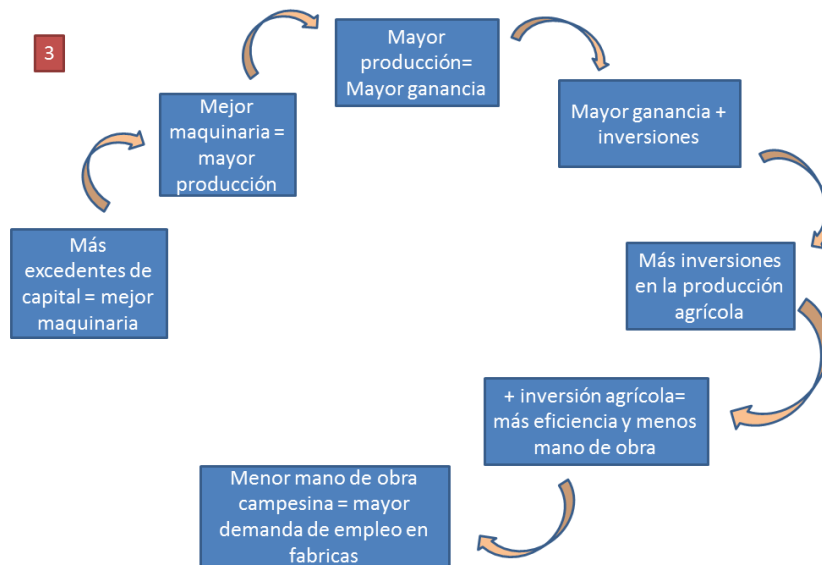 3
Más
excedentes de
capital = mejor
maquinaria
Mejor
maquinaria =
mayor
producción
Mayor
producción=
Mayor ganancia
Mayor ganancia +
inversiones
Más inversiones
en la producción
agrícola
+ inversión agrícola=
más eficiencia y menos
mano de obra
Menor mano de obra
campesina = mayor
demanda de empleo en
fabricas